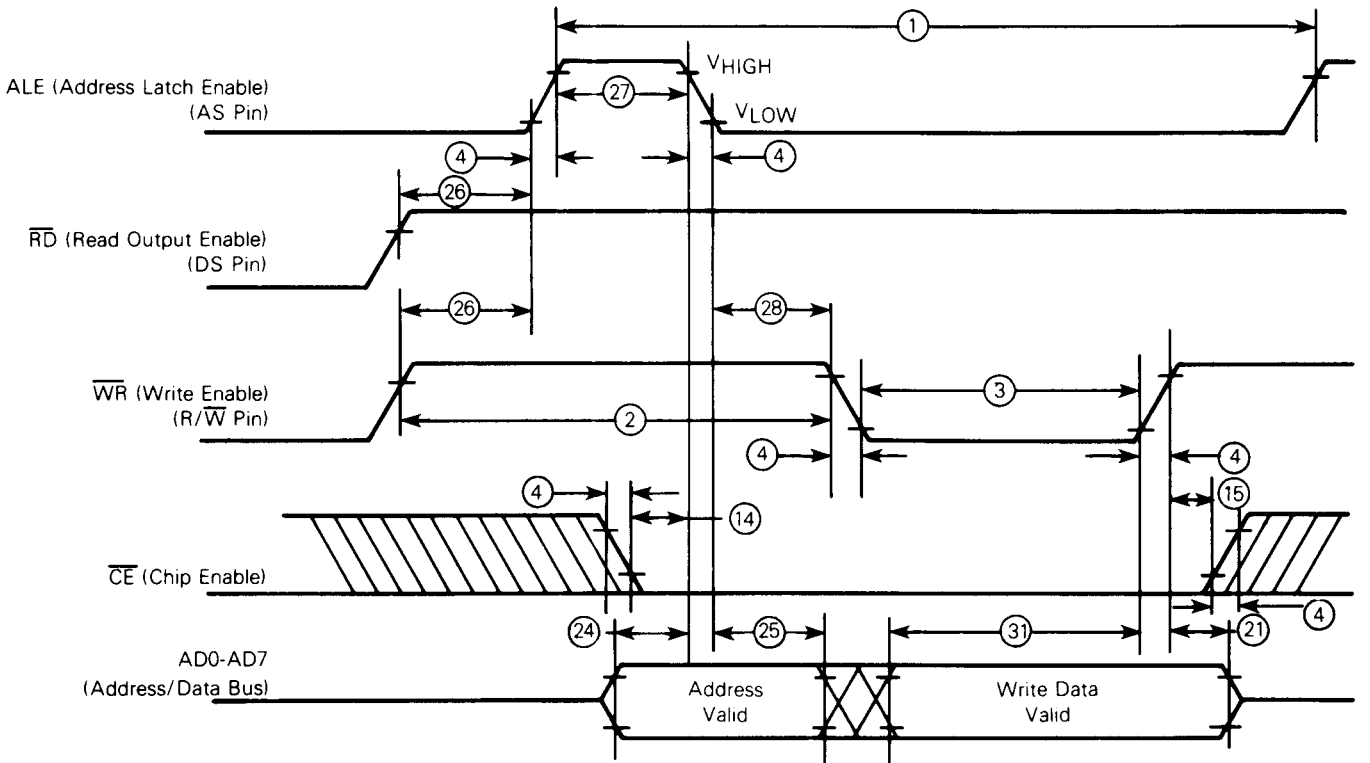 1
ALE (Address Latch Enable)
(AS Pin)
27
VHIGH
VLOW
4
4
26
RD (Read Output Enable)
(DS Pin)
26
28
WR (Write Enable)
(R/W Pin)
3
2
4
4
4
15
14
CE (Chip Enable)
4
24
25
31
21
AD0-AD7
(Address/Data Bus)
Address
Valid
Write Data
Valid